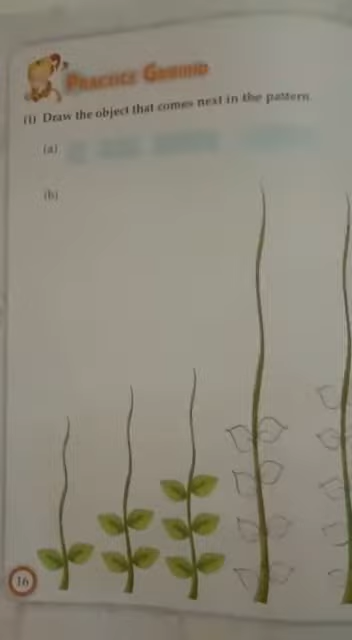 PRACTICE GROUND
(i) Draw the object that comes next in the pattern.
(a)
(b)
16